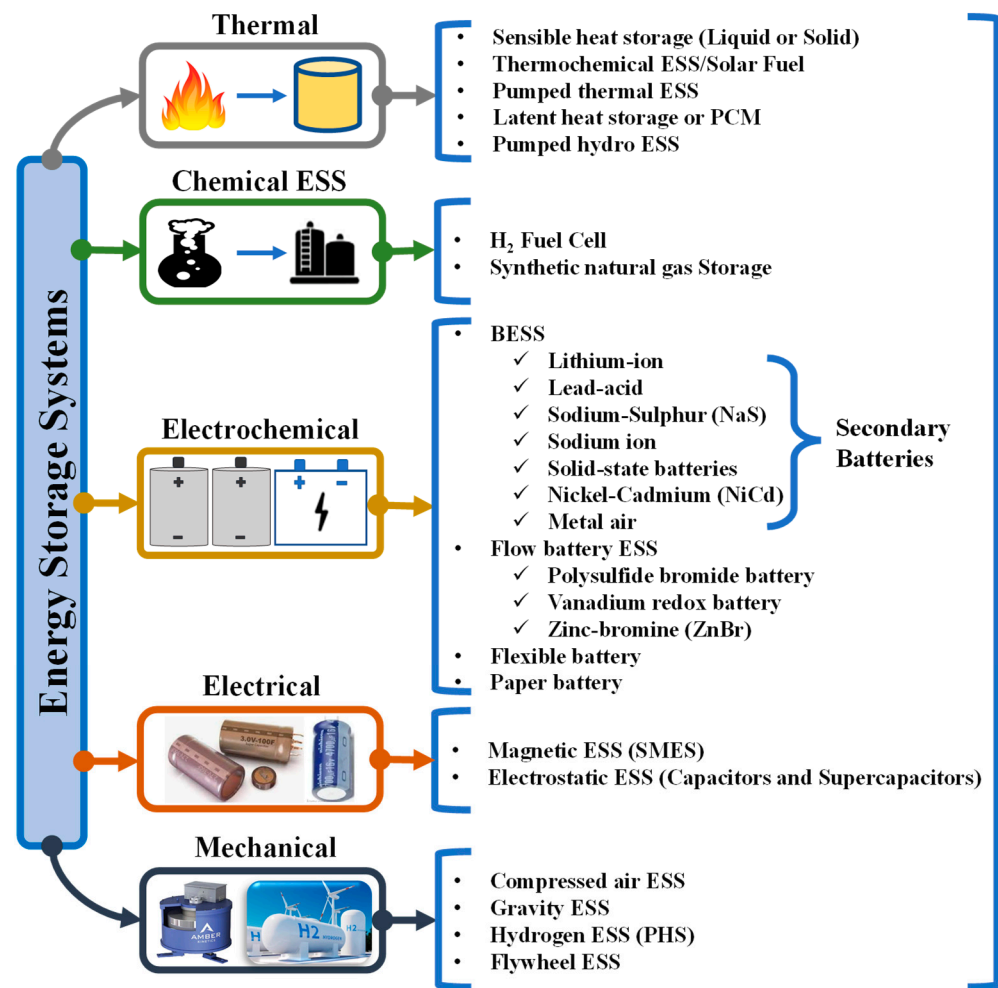 Energy Storage Systems
Thermal
• Sensible heat storage (Liquid or Solid)
• Thermochemical ESS/Solar Fuel
• Pumped thermal ESS
• Latent heat storage or PCM
• Pumped hydro ESS
Chemical ESS
• H₂ Fuel Cell
• Synthetic natural gas Storage
Electrochemical
+
+
+ -
-
-
• BESS
✓ Lithium-ion
✓ Lead-acid
✓ Sodium-Sulphur (NaS)
✓ Sodium ion
✓ Solid-state batteries
✓ Nickel-Cadmium (NiCd)
✓ Metal air
Secondary
Batteries
• Flow battery ESS
✓ Polysulfide bromide battery
✓ Vanadium redox battery
✓ Zinc-bromine (ZnBr)
• Flexible battery
• Paper battery
Electrical
3.0V-100F
• Magnetic ESS (SMES)
• Electrostatic ESS (Capacitors and Supercapacitors)
Mechanical
AMBER
KINETICS
H2
H2 HYDROGEN
• Compressed air ESS
• Gravity ESS
• Hydrogen ESS (PHS)
• Flywheel ESS